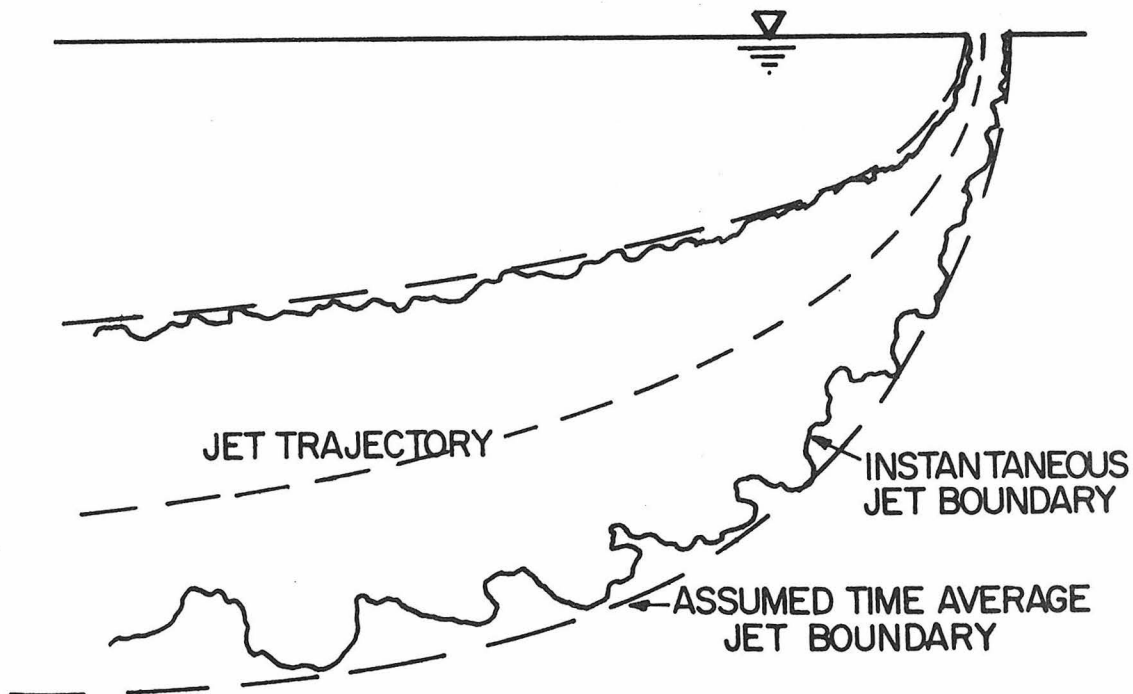 JET TRAJECTORY
INSTANTANEOUS
JET BOUNDARY
ASSUMED TIME AVERAGE
JET BOUNDARY